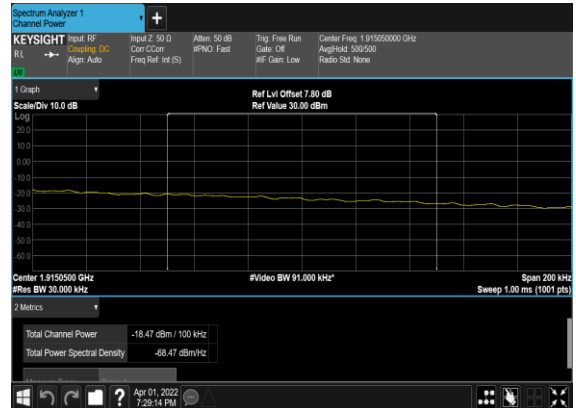 Spectrum Analyzer 1
Channel Power
KEYSIGHT Input: RF Input Z: 50 Ω Atten: 50 dB Trig: Free Run Center Freq: 1.915050000 GHz
RL Coupling: DC Corr CCorr #PNO: Fast Gate: Off Avg|Hold: 500/500
Align: Auto Freq Ref: Int (S) #IF Gain: Low Radio Std: None
1 Graph
Ref Lvl Offset 7.80 dB
Scale/Div 10.0 dB Ref Value 30.00 dBm
Log
20.0
10.0
0.00
-10.0
-20.0
-30.0
-40.0
-50.0
-60.0
Center 1.9150500 GHz #Video BW 91.000 kHz* Span 200 kHz
#Res BW 30.000 kHz Sweep 1.00 ms (1001 pts)
2 Metrics
Total Channel Power -18.47 dBm / 100 kHz
Total Power Spectral Density -68.47 dBm/Hz
? Apr 01, 2022
7:29:14 PM